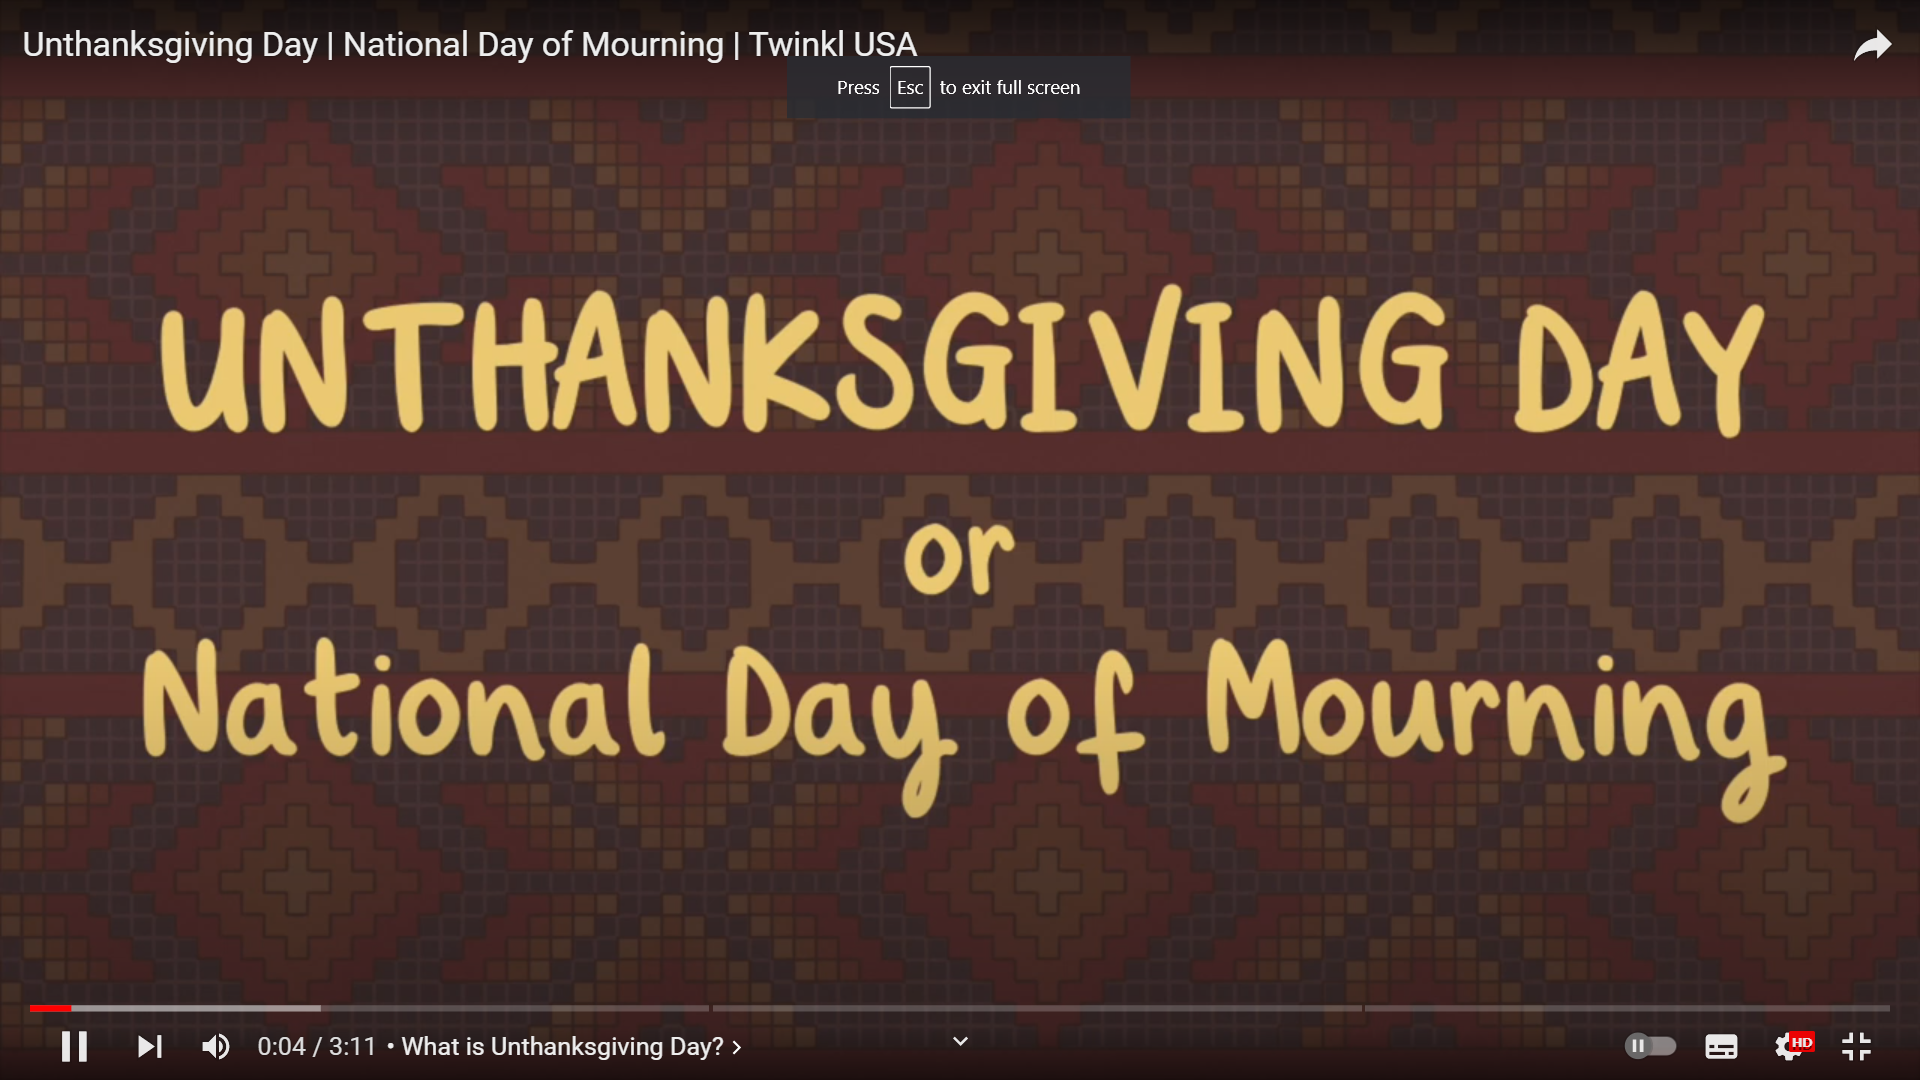 Unthanksgiving Day | National Day of Mourning | Twinkl USA
Press Esc to exit full screen
UNTHANKSGIVING DAY
or
National Day of Mourning
0:04 / 3:11 • What is Unthanksgiving Day?
HD